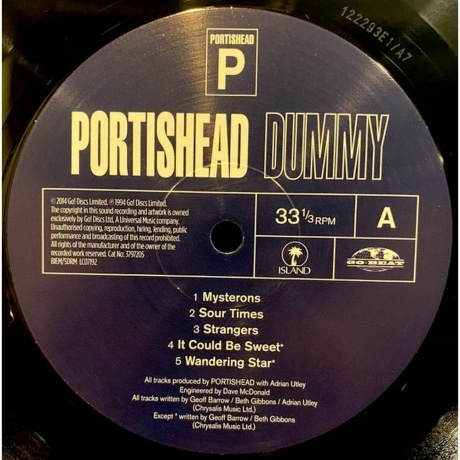 122293E1/A7
PORTISHEAD
P
PORTISHEAD DUMMY
© 2014 Go! Discs Limited. ℗ 1994 Go! Discs Limited.
The copyright in this sound recording and artwork is owned
exclusively by Go! Discs Ltd, A Universal Music company.
Unauthorised copying, reproduction, hiring, lending, public
performance and broadcasting of this record prohibited.
All rights of the manufacturer and of the owner of the
recorded work reserved. Cat No: 3797205
BIEM/SDRM LC07192
33 1/3 RPM
A
ISLAND
GO BEAT
1 Mysterons
2 Sour Times
3 Strangers
4 It Could Be Sweet*
5 Wandering Star*
All tracks produced by PORTISHEAD with Adrian Utley
Engineered by Dave McDonald
All tracks written by Geoff Barrow / Beth Gibbons / Adrian Utley
(Chrysalis Music Ltd.)
Except * written by Geoff Barrow / Beth Gibbons
(Chrysalis Music Ltd.)